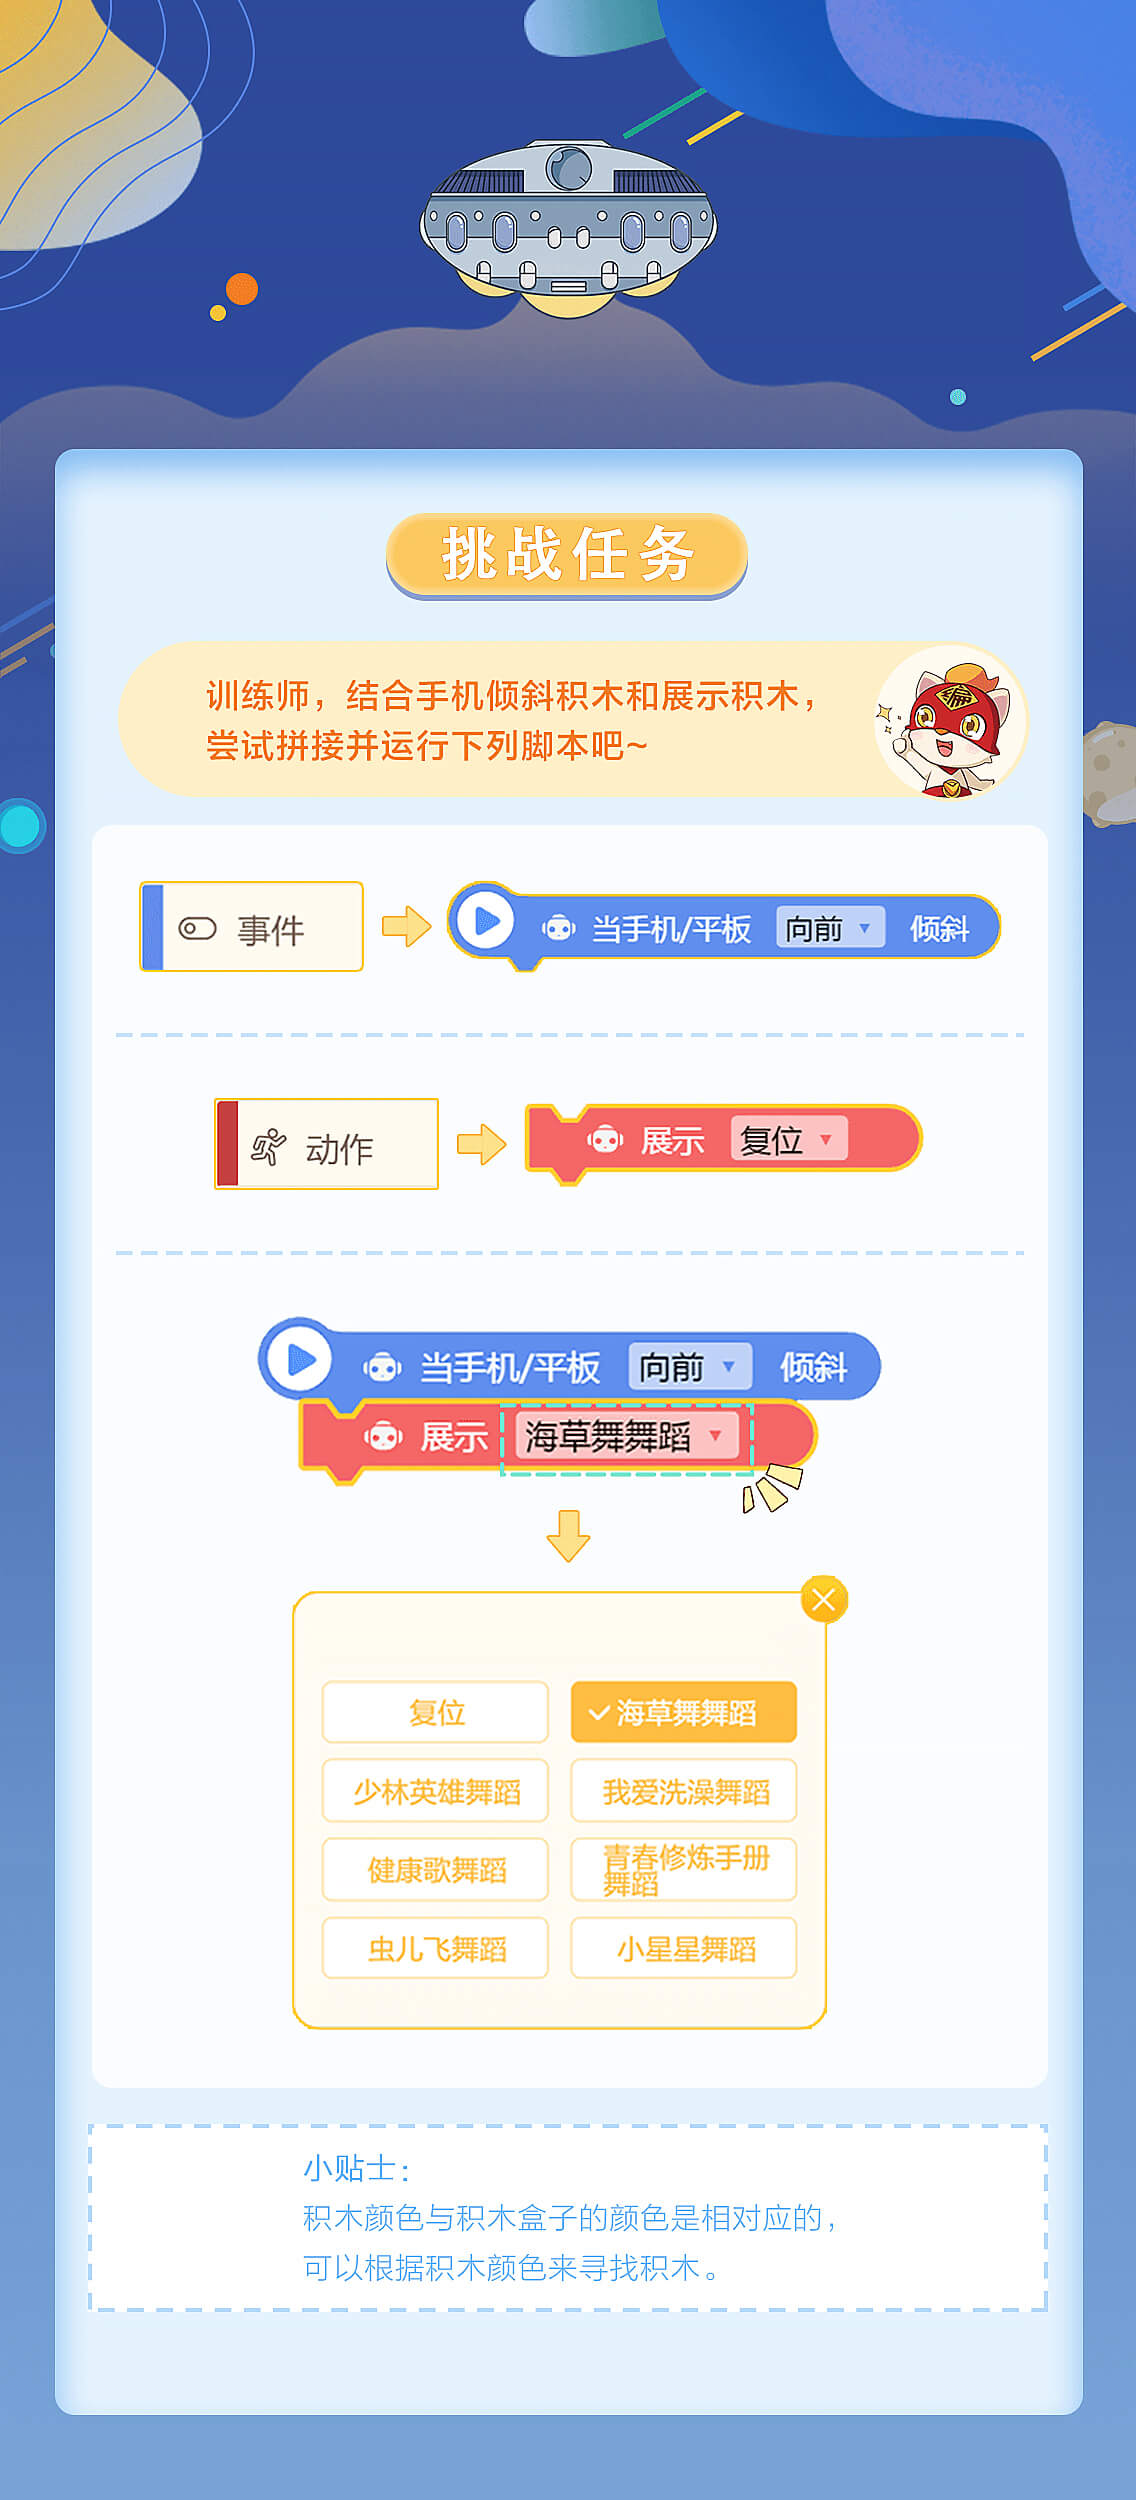 挑战任务
训练师，结合手机倾斜积木和展示积木，
尝试拼接并运行下列脚本吧~
事件
当手机/平板 向前 倾斜
动作
展示 复位
当手机/平板 向前 倾斜
展示 海草舞舞蹈
复位 海草舞舞蹈
少林英雄舞蹈 我爱洗澡舞蹈
健康歌舞蹈 青春修炼手册
舞蹈
虫儿飞舞蹈 小星星舞蹈
小贴士：
积木颜色与积木盒子的颜色是相对应的，
可以根据积木颜色来寻找积木。